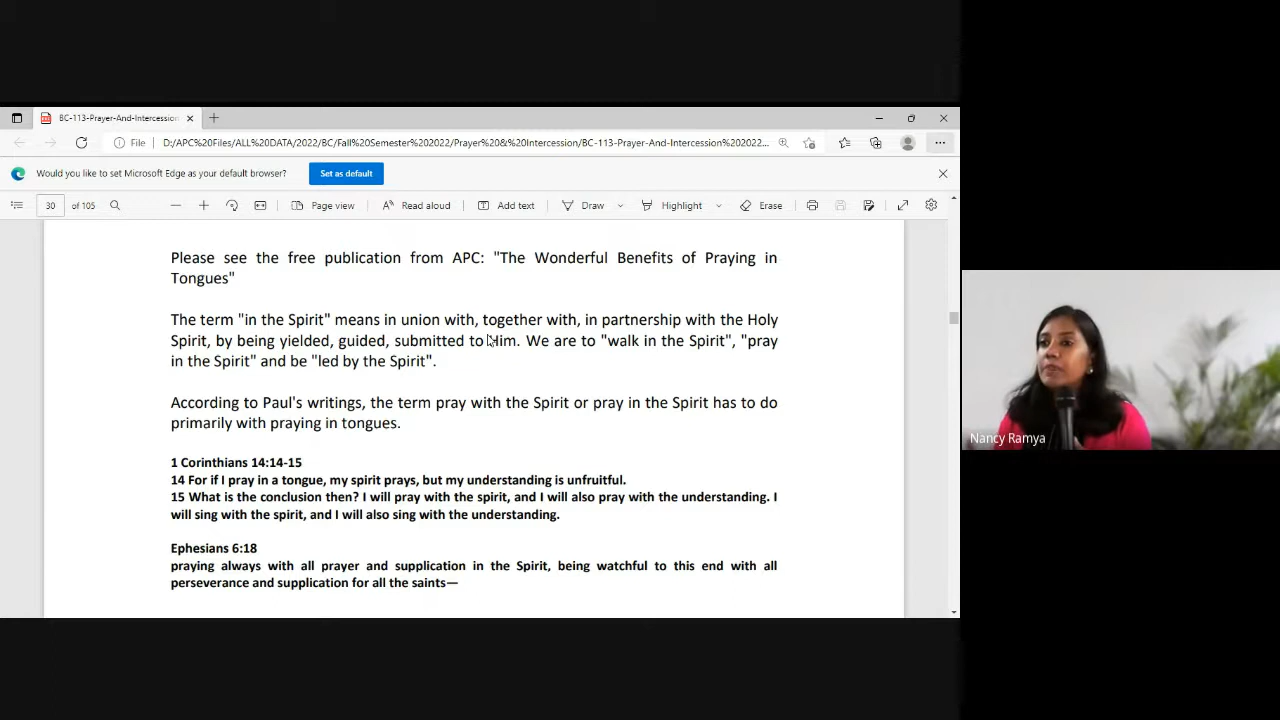 BC-113-Prayer-And-Intercession
File
D:/APC%20Files/ALL%20DATA/2022/BC/Fall%20Semester%202022/Prayer%20&%20Intercession/BC-113-Prayer-And-Intercession%202022...
Would you like to set Microsoft Edge as your default browser?
Set as default
30 of 105
Page view
Read aloud
Add text
Draw
Highlight
Erase
Please see the free publication from APC: "The Wonderful Benefits of Praying in
Tongues"
The term "in the Spirit" means in union with, together with, in partnership with the Holy
Spirit, by being yielded, guided, submitted to Him. We are to "walk in the Spirit", "pray
in the Spirit" and be "led by the Spirit".
According to Paul's writings, the term pray with the Spirit or pray in the Spirit has to do
primarily with praying in tongues.
1 Corinthians 14:14-15
14 For if I pray in a tongue, my spirit prays, but my understanding is unfruitful.
15 What is the conclusion then? I will pray with the spirit, and I will also pray with the understanding. I
will sing with the spirit, and I will also sing with the understanding.
Ephesians 6:18
praying always with all prayer and supplication in the Spirit, being watchful to this end with all
perseverance and supplication for all the saints—
Nancy Ramya